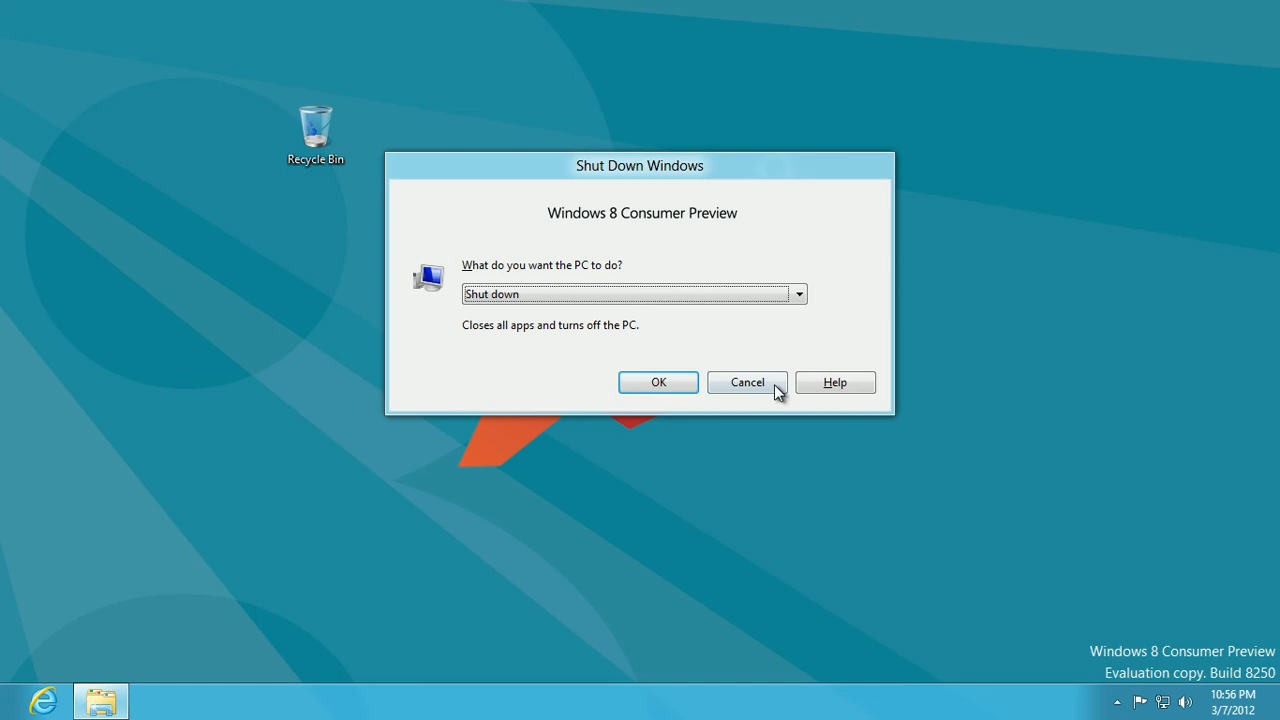 Recycle Bin
Shut Down Windows
Windows 8 Consumer Preview
What do you want the PC to do?
Shut down
Closes all apps and turns off the PC.
OK
Cancel
Help
Windows 8 Consumer Preview
Evaluation copy. Build 8250
10:56 PM
3/7/2012